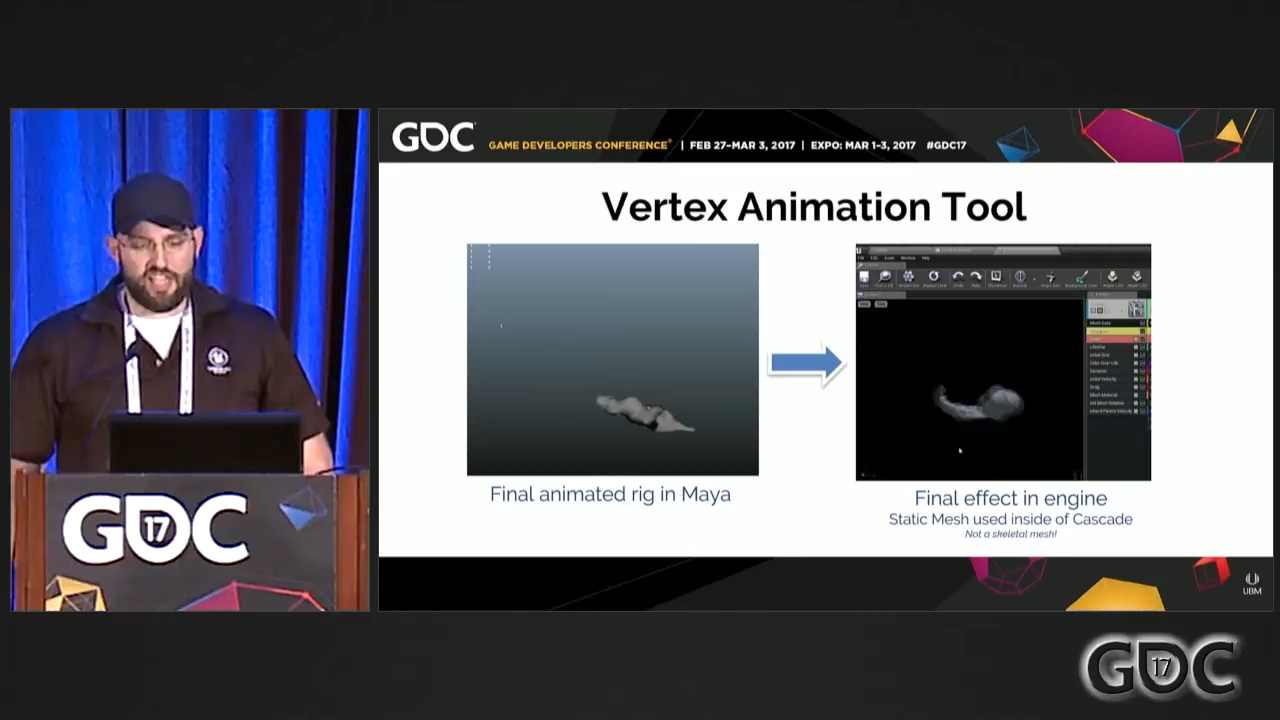 GDC
GAME DEVELOPERS CONFERENCE® | FEB 27–MAR 3, 2017 | EXPO: MAR 1–3, 2017 #GDC17
Vertex Animation Tool
Final animated rig in Maya
Final effect in engine
Static Mesh used inside of Cascade
Not a skeletal mesh!
GDC
17
UBM
GDC
17